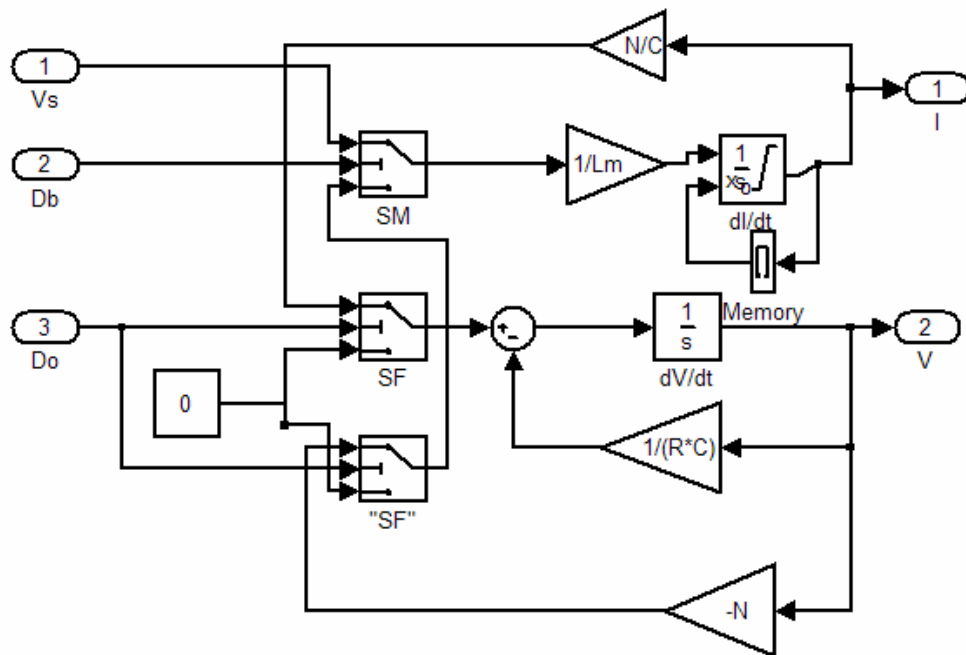 N/C
1
Vs
1
I
2
Db
SM
1/Lm
1
xs
o
dI/dt
3
Do
SF
+
-
1
s
dV/dt
Memory
2
V
0
"SF"
1/(R*C)
-N